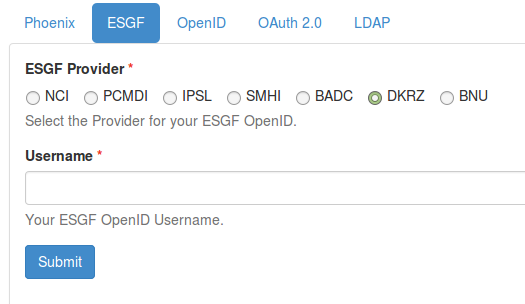 Phoenix ESGF OpenID OAuth 2.0 LDAP
ESGF Provider *
NCI PCMDI IPSL SMHI BADC DKRZ BNU
Select the Provider for your ESGF OpenID.
Username *
Your ESGF OpenID Username.
Submit